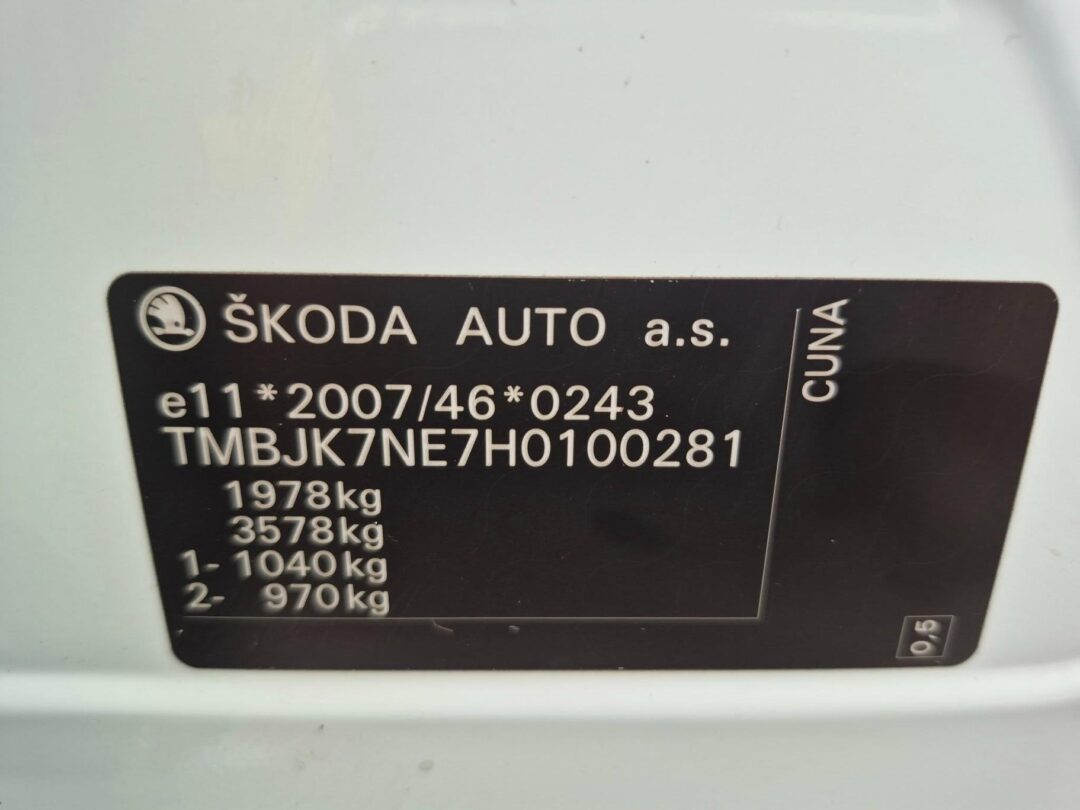 ŠKODA AUTO a.s.
e11*2007/46*0243
TMBJK7NE7H0100281
1978kg
3578kg
1- 1040kg
2- 970kg
CUNA
0,5